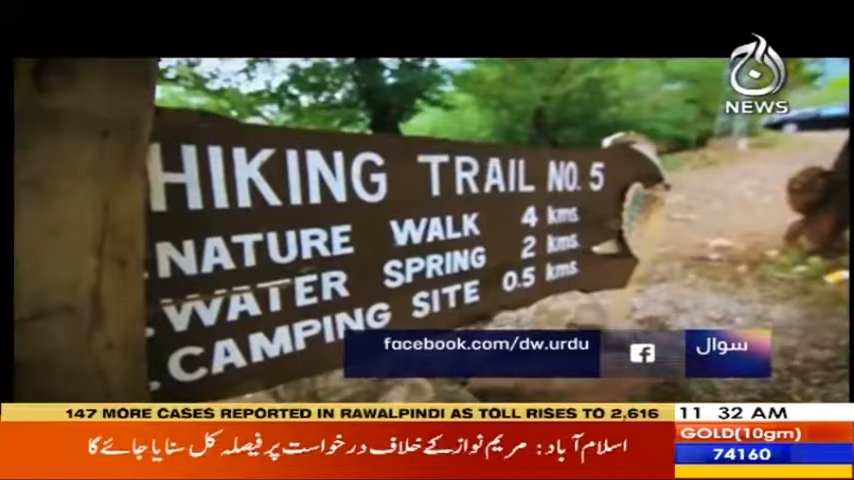 آج
NEWS
HIKING TRAIL NO. 5
. NATURE WALK 4 kms
. WATER SPRING 2 kms
. CAMPING SITE 0.5 kms
facebook.com/dw.urdu f سوال
147 MORE CASES REPORTED IN RAWALPINDI AS TOLL RISES TO 2,616
11 32 AM
GOLD(10gm)
74160
اسلام آباد: مریم نواز کے خلاف درخواست پر فیصلہ کل سنایا جائے گا